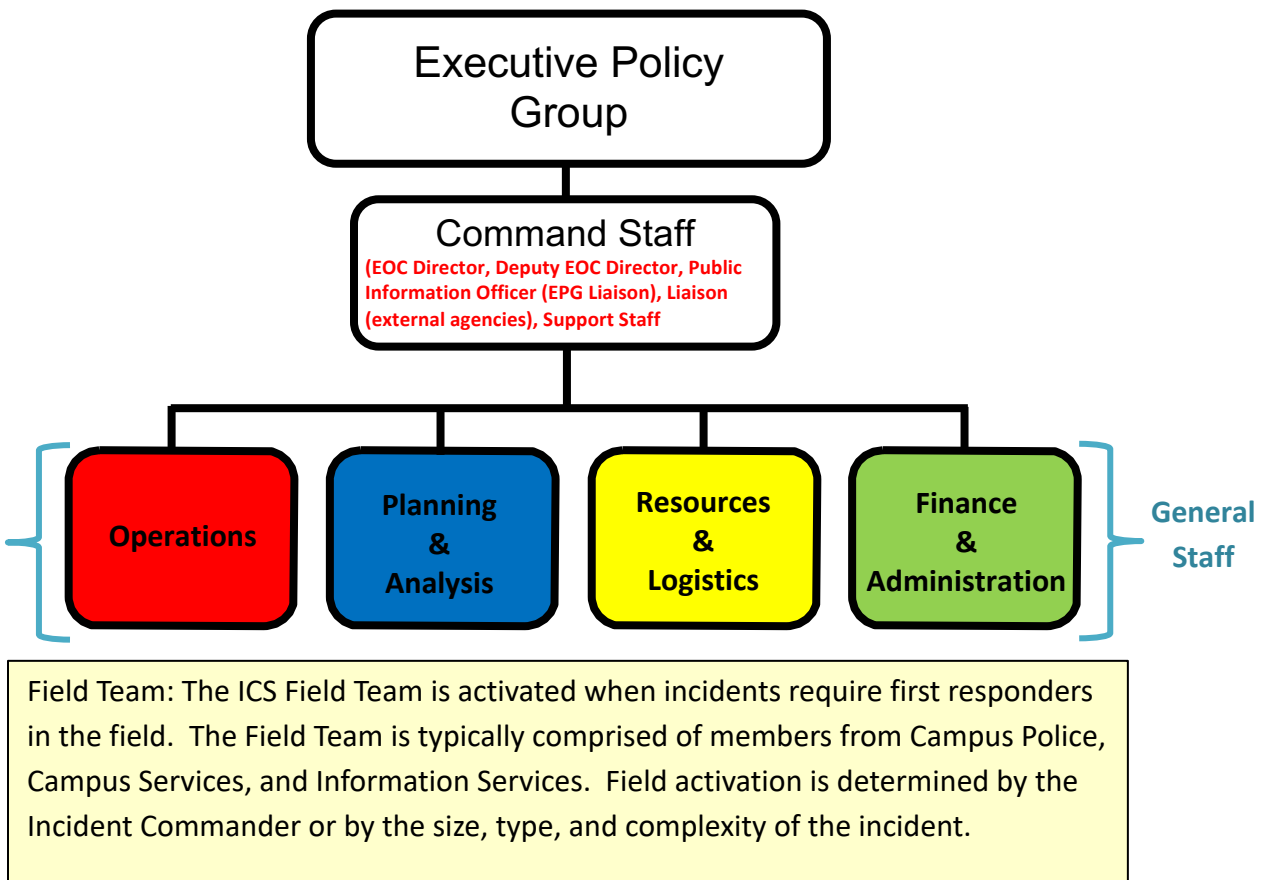 Executive Policy
Group
Command Staff
(EOC Director, Deputy EOC Director, Public
Information Officer (EPG Liaison), Liaison
(external agencies), Support Staff
Operations
Planning
&
Analysis
Resources
&
Logistics
Finance
&
Administration
General
Staff
Field Team: The ICS Field Team is activated when incidents require first responders
in the field.  The Field Team is typically comprised of members from Campus Police,
Campus Services, and Information Services.  Field activation is determined by the
Incident Commander or by the size, type, and complexity of the incident.